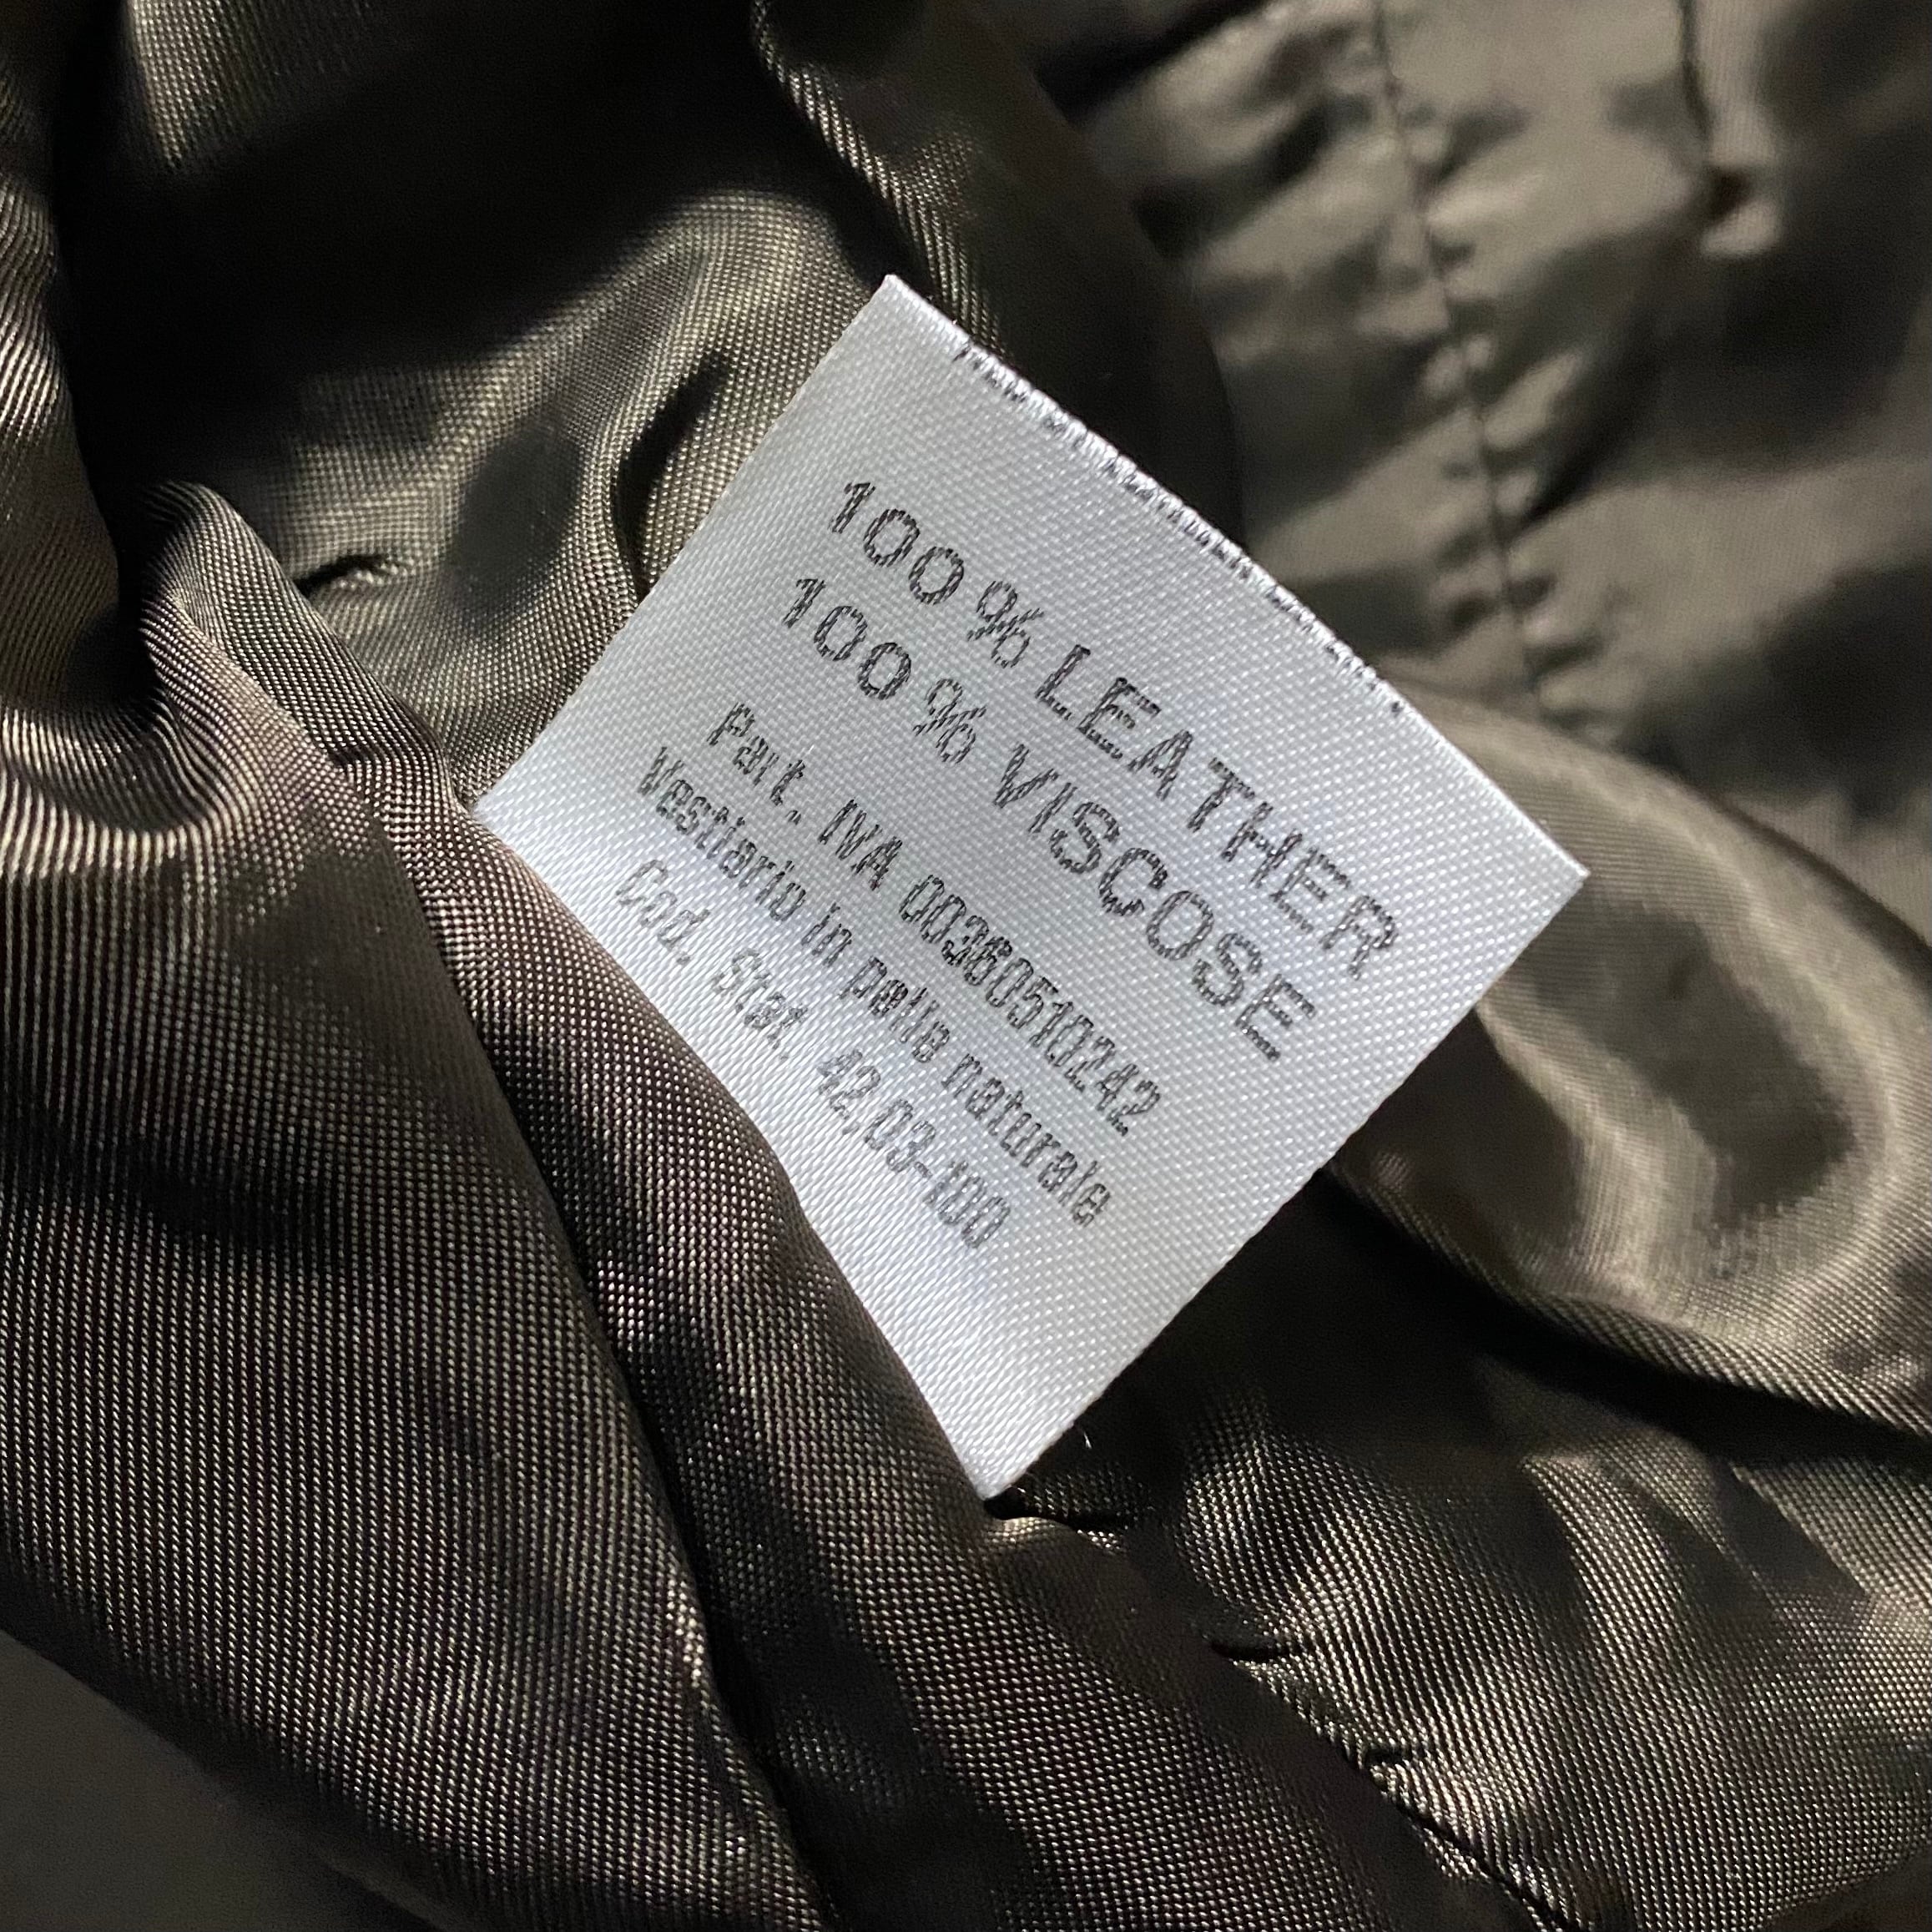 100 % LEATHER
100 % VISCOSE
Part. IVA 00360510242
Vestiario in pelle naturale
Cod. Stat. 42.03-100